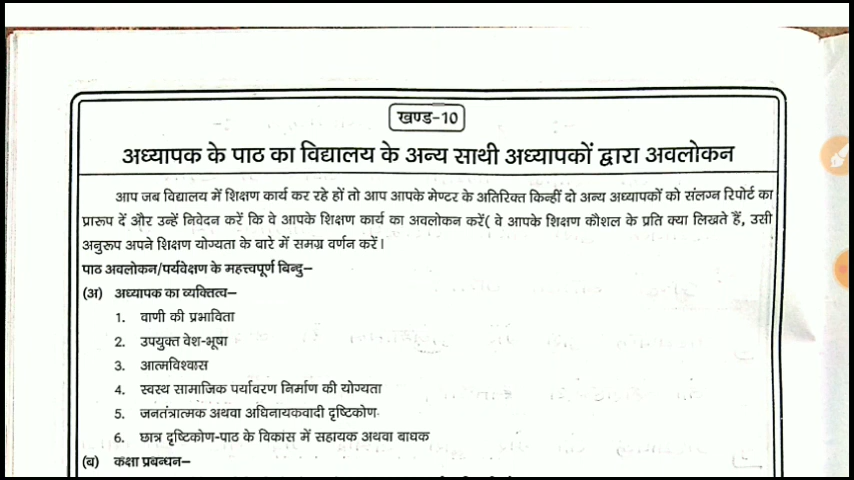 खण्ड-10
अध्यापक के पाठ का विद्यालय के अन्य साथी अध्यापकों द्वारा अवलोकन
आप जब विद्यालय में शिक्षण कार्य कर रहे हों तो आप आपके मेण्टर के अतिरिक्त किन्हीं दो अन्य अध्यापकों को संलग्न रिपोर्ट का
प्रारूप दें और उन्हें निवेदन करें कि वे आपके शिक्षण कार्य का अवलोकन करें( वे आपके शिक्षण कौशल के प्रति क्या लिखते हैं, उसी
अनुरूप अपने शिक्षण योग्यता के बारे में समग्र वर्णन करें।
पाठ अवलोकन/पर्यवेक्षण के महत्त्वपूर्ण बिन्दु–
(अ) अध्यापक का व्यक्तित्व–
1. वाणी की प्रभाविता
2. उपयुक्त वेश-भूषा
3. आत्मविश्वास
4. स्वस्थ सामाजिक पर्यावरण निर्माण की योग्यता
5. जनतंत्रात्मक अथवा अधिनायकवादी दृष्टिकोण
6. छात्र दृष्टिकोण-पाठ के विकास में सहायक अथवा बाधक
(ब) कक्षा प्रबन्धन–